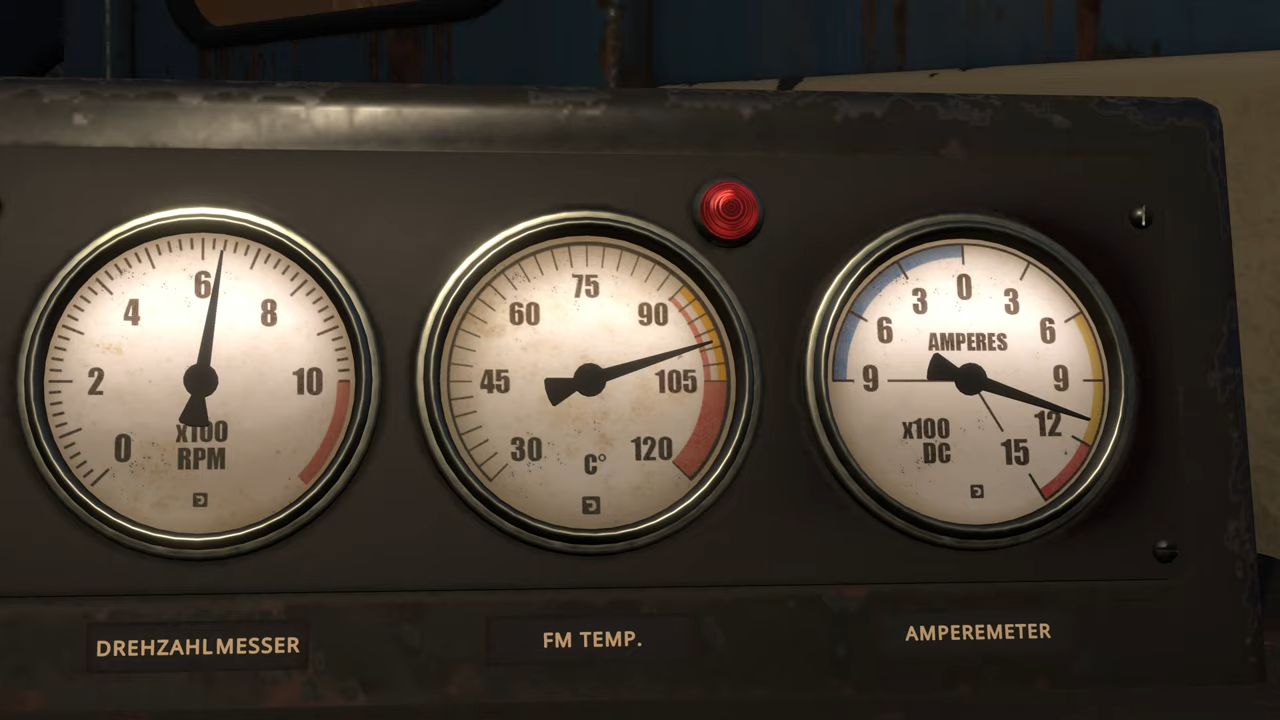 0
2
4
6
8
10
x100
RPM
30
45
60
75
90
105
120
C°
9
6
3
0
3
6
9
12
15
AMPERES
x100
DC
DREHZAHLMESSER
FM TEMP.
AMPEREMETER